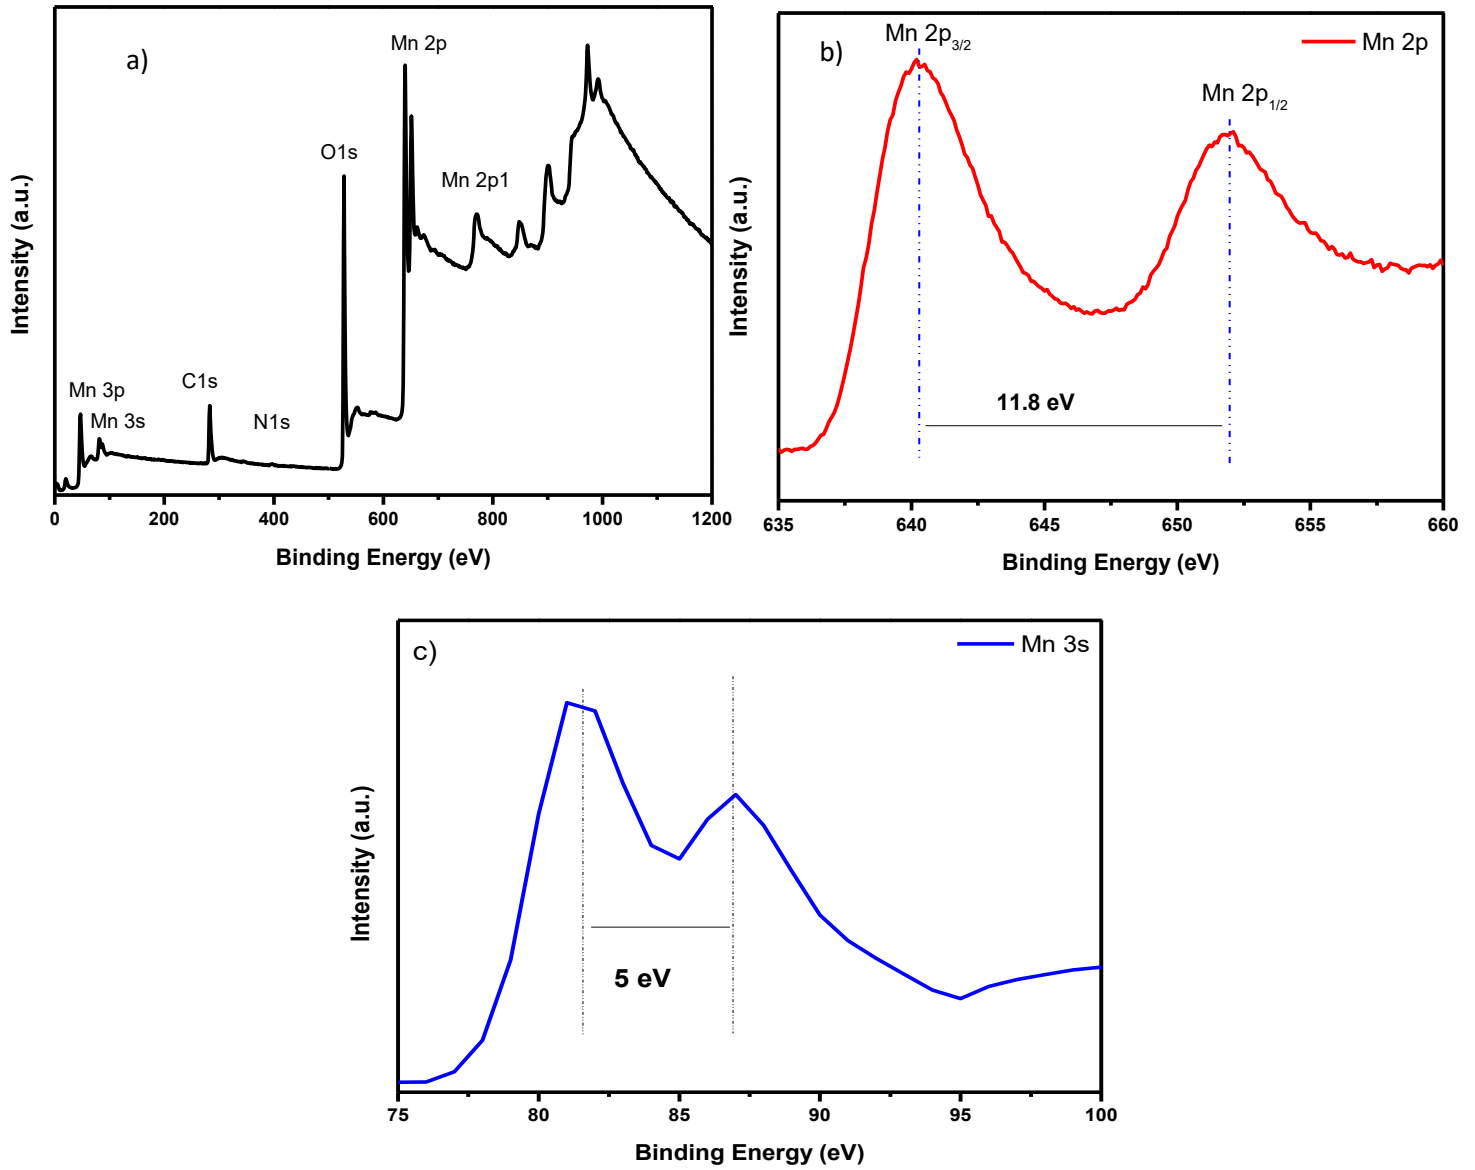 a)
Mn 2p
O1s
Mn 2p1
C1s
Mn 3p
Mn 3s
N1s
Intensity (a.u.)
0 200 400 600 800 1000 1200
Binding Energy (eV)
b)
Mn 2p3/2
Mn 2p
Mn 2p1/2
11.8 eV
Intensity (a.u.)
635 640 645 650 655 660
Binding Energy (eV)
c)
Mn 3s
5 eV
Intensity (a.u.)
75 80 85 90 95 100
Binding Energy (eV)